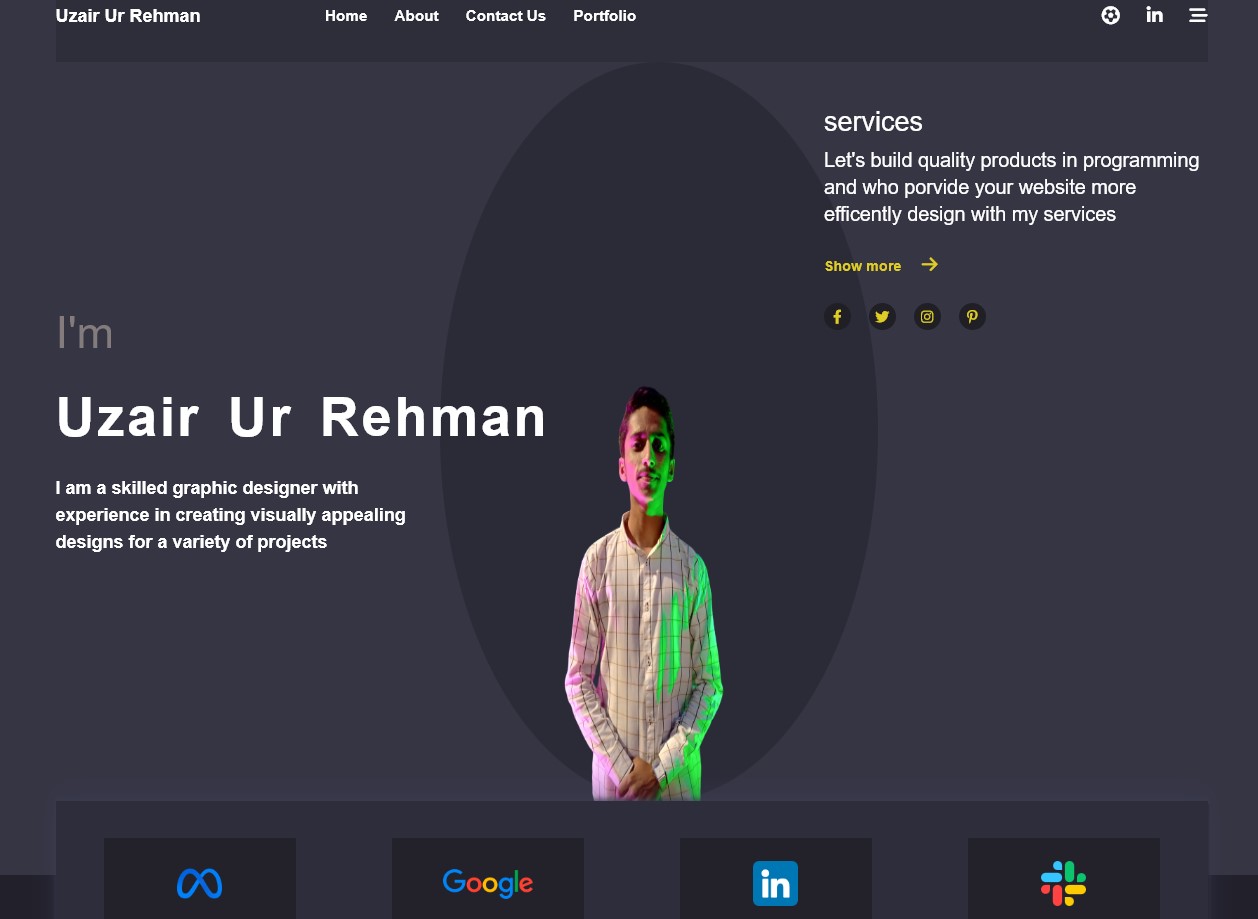 Uzair Ur Rehman
Home
About
Contact Us
Portfolio
in
services
Let's build quality products in programming
and who porvide your website more
efficently design with my services
Show more
I'm
Uzair Ur Rehman
I am a skilled graphic designer with
experience in creating visually appealing
designs for a variety of projects
Google
in